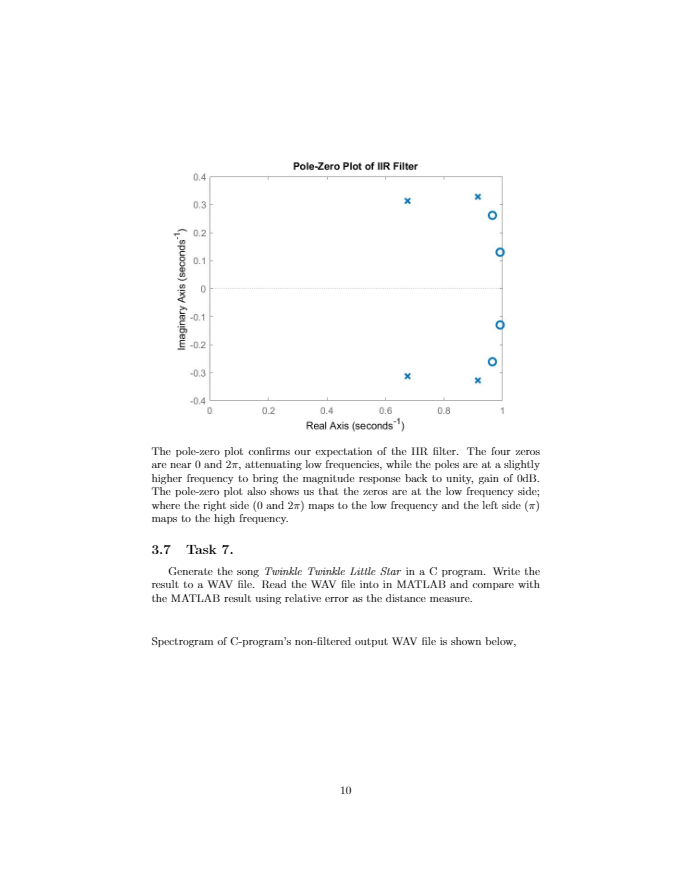 Pole-Zero Plot of IIR Filter
0.4
0.3
0.2
0.1
0
-0.1
-0.2
-0.3
-0.4
Imaginary Axis (seconds⁻¹)
0 0.2 0.4 0.6 0.8 1
Real Axis (seconds⁻¹)
The pole-zero plot confirms our expectation of the IIR filter. The four zeros
are near 0 and 2π, attenuating low frequencies, while the poles are at a slightly
higher frequency to bring the magnitude response back to unity, gain of 0dB.
The pole-zero plot also shows us that the zeros are at the low frequency side;
where the right side (0 and 2π) maps to the low frequency and the left side (π)
maps to the high frequency.
3.7 Task 7.
Generate the song Twinkle Twinkle Little Star in a C program. Write the
result to a WAV file. Read the WAV file into in MATLAB and compare with
the MATLAB result using relative error as the distance measure.
Spectrogram of C-program's non-filtered output WAV file is shown below,
10